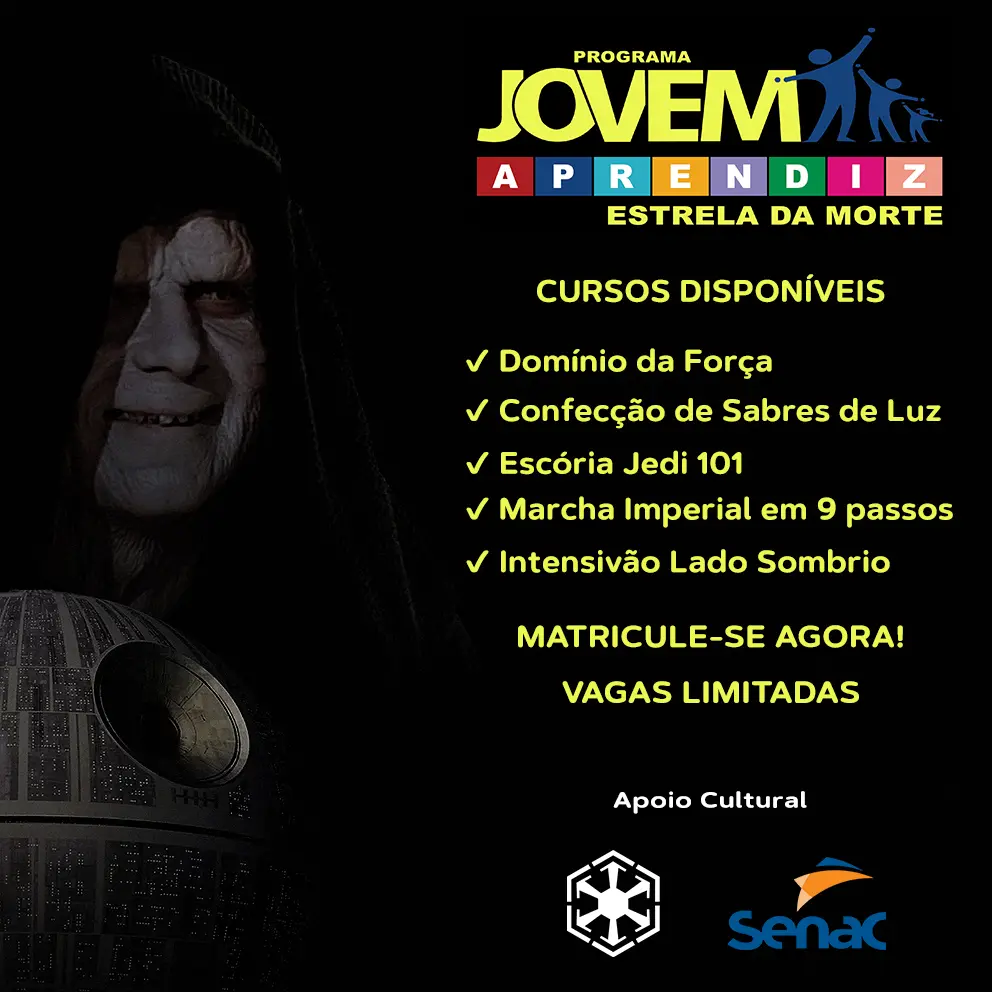 PROGRAMA
JOVEM
APRENDIZ
ESTRELA DA MORTE
CURSOS DISPONÍVEIS
✓ Domínio da Força
✓ Confecção de Sabres de Luz
✓ Escória Jedi 101
✓ Marcha Imperial em 9 passos
✓ Intensivão Lado Sombrio
MATRICULE-SE AGORA!
VAGAS LIMITADAS
Apoio Cultural
Senac